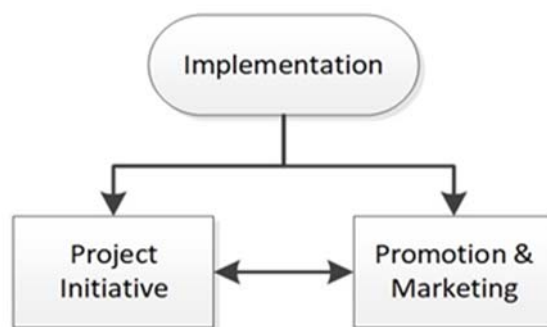 Implementation
Project
Initiative
Promotion &
Marketing